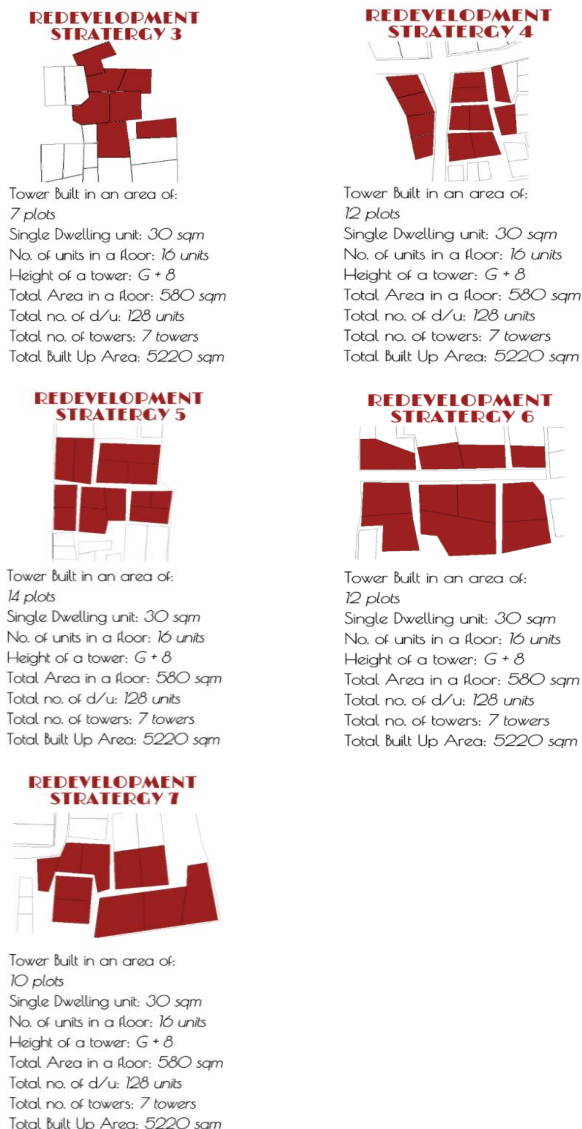 REDEVELOPMENT
STRATERGY 3
Tower Built in an area of:
7 plots
Single Dwelling unit: 30 sqm
No. of units in a floor: 16 units
Height of a tower: G + 8
Total Area in a floor: 580 sqm
Total no. of d/u: 128 units
Total no. of towers: 7 towers
Total Built Up Area: 5220 sqm
REDEVELOPMENT
STRATERGY 4
Tower Built in an area of:
12 plots
Single Dwelling unit: 30 sqm
No. of units in a floor: 16 units
Height of a tower: G + 8
Total Area in a floor: 580 sqm
Total no. of d/u: 128 units
Total no. of towers: 7 towers
Total Built Up Area: 5220 sqm
REDEVELOPMENT
STRATERGY 5
Tower Built in an area of:
14 plots
Single Dwelling unit: 30 sqm
No. of units in a floor: 16 units
Height of a tower: G + 8
Total Area in a floor: 580 sqm
Total no. of d/u: 128 units
Total no. of towers: 7 towers
Total Built Up Area: 5220 sqm
REDEVELOPMENT
STRATERGY 6
Tower Built in an area of:
12 plots
Single Dwelling unit: 30 sqm
No. of units in a floor: 16 units
Height of a tower: G + 8
Total Area in a floor: 580 sqm
Total no. of d/u: 128 units
Total no. of towers: 7 towers
Total Built Up Area: 5220 sqm
REDEVELOPMENT
STRATERGY 7
Tower Built in an area of:
10 plots
Single Dwelling unit: 30 sqm
No. of units in a floor: 16 units
Height of a tower: G + 8
Total Area in a floor: 580 sqm
Total no. of d/u: 128 units
Total no. of towers: 7 towers
Total Built Up Area: 5220 sqm